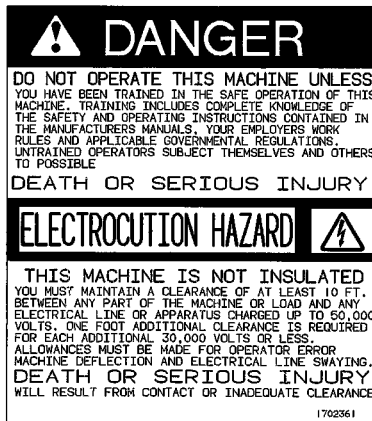 DANGER
DO NOT OPERATE THIS MACHINE UNLESS
YOU HAVE BEEN TRAINED IN THE SAFE OPERATION OF THIS
MACHINE. TRAINING INCLUDES COMPLETE KNOWLEDGE OF
THE SAFETY AND OPERATING INSTRUCTIONS CONTAINED IN
THE MANUFACTURERS MANUALS, YOUR EMPLOYERS WORK
RULES AND APPLICABLE GOVERNMENTAL REGULATIONS.
UNTRAINED OPERATORS SUBJECT THEMSELVES AND OTHERS
TO POSSIBLE
DEATH OR SERIOUS INJURY
ELECTROCUTION HAZARD
THIS MACHINE IS NOT INSULATED
YOU MUST MAINTAIN A CLEARANCE OF AT LEAST 10 FT.
BETWEEN ANY PART OF THE MACHINE OR LOAD AND ANY
ELECTRICAL LINE OR APPARATUS CHARGED UP TO 50,000
VOLTS. ONE FOOT ADDITIONAL CLEARANCE IS REQUIRED
FOR EACH ADDITIONAL 30,000 VOLTS OR LESS.
ALLOWANCES MUST BE MADE FOR OPERATOR ERROR
MACHINE DEFLECTION AND ELECTRICAL LINE SWAYING.
DEATH OR SERIOUS INJURY
WILL RESULT FROM CONTACT OR INADEQUATE CLEARANCE
1702361